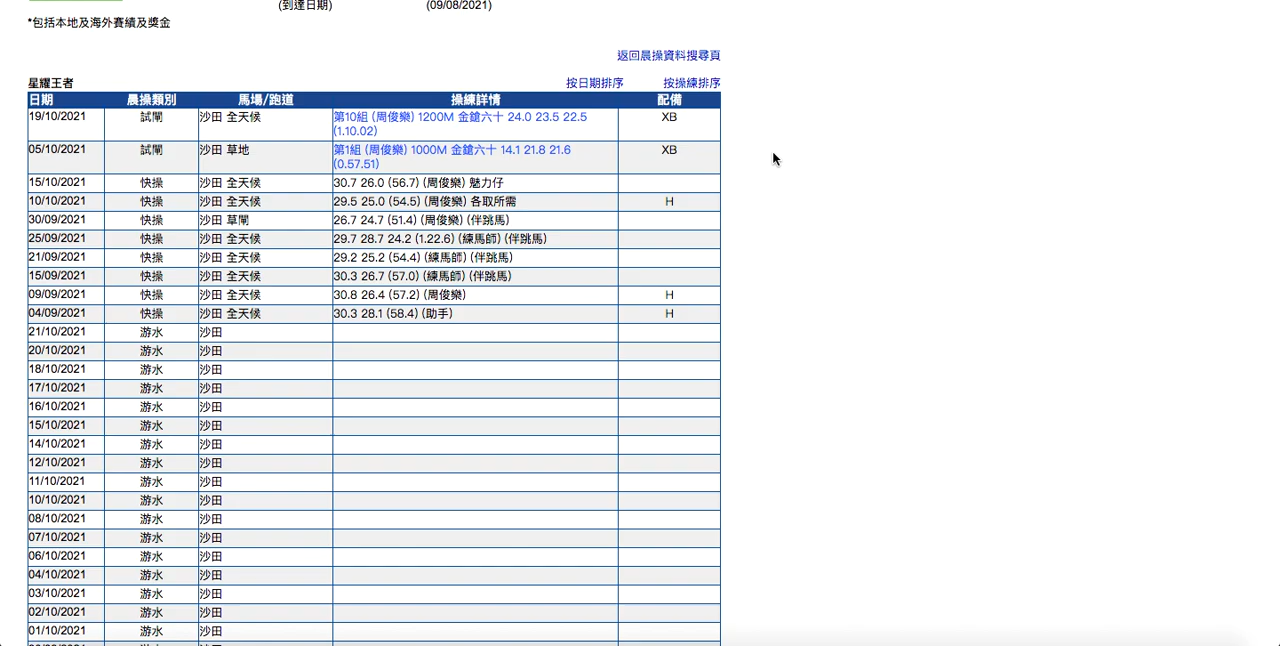 (到達日期) (09/08/2021)
*包括本地及海外賽績及獎金
返回晨操資料搜尋頁
星耀王者 按日期排序 按操練排序
日期 晨操類別 馬場/跑道 操練詳情 配備
19/10/2021 試閘 沙田 全天候 第10組 (周俊樂) 1200M 金鎗六十 24.0 23.5 22.5 XB
(1.10.02)
05/10/2021 試閘 沙田 草地 第1組 (周俊樂) 1000M 金鎗六十 14.1 21.8 21.6 XB
(0.57.51)
15/10/2021 快操 沙田 全天候 30.7 26.0 (56.7) (周俊樂) 魅力仔
10/10/2021 快操 沙田 全天候 29.5 25.0 (54.5) (周俊樂) 各取所需 H
30/09/2021 快操 沙田 草閘 26.7 24.7 (51.4) (周俊樂) (伴跳馬)
25/09/2021 快操 沙田 全天候 29.7 28.7 24.2 (1.22.6) (練馬師) (伴跳馬)
21/09/2021 快操 沙田 全天候 29.2 25.2 (54.4) (練馬師) (伴跳馬)
15/09/2021 快操 沙田 全天候 30.3 26.7 (57.0) (練馬師) (伴跳馬)
09/09/2021 快操 沙田 全天候 30.8 26.4 (57.2) (周俊樂) H
04/09/2021 快操 沙田 全天候 30.3 28.1 (58.4) (助手) H
21/10/2021 游水 沙田
20/10/2021 游水 沙田
18/10/2021 游水 沙田
17/10/2021 游水 沙田
16/10/2021 游水 沙田
15/10/2021 游水 沙田
14/10/2021 游水 沙田
12/10/2021 游水 沙田
11/10/2021 游水 沙田
10/10/2021 游水 沙田
08/10/2021 游水 沙田
07/10/2021 游水 沙田
06/10/2021 游水 沙田
04/10/2021 游水 沙田
03/10/2021 游水 沙田
02/10/2021 游水 沙田
01/10/2021 游水 沙田